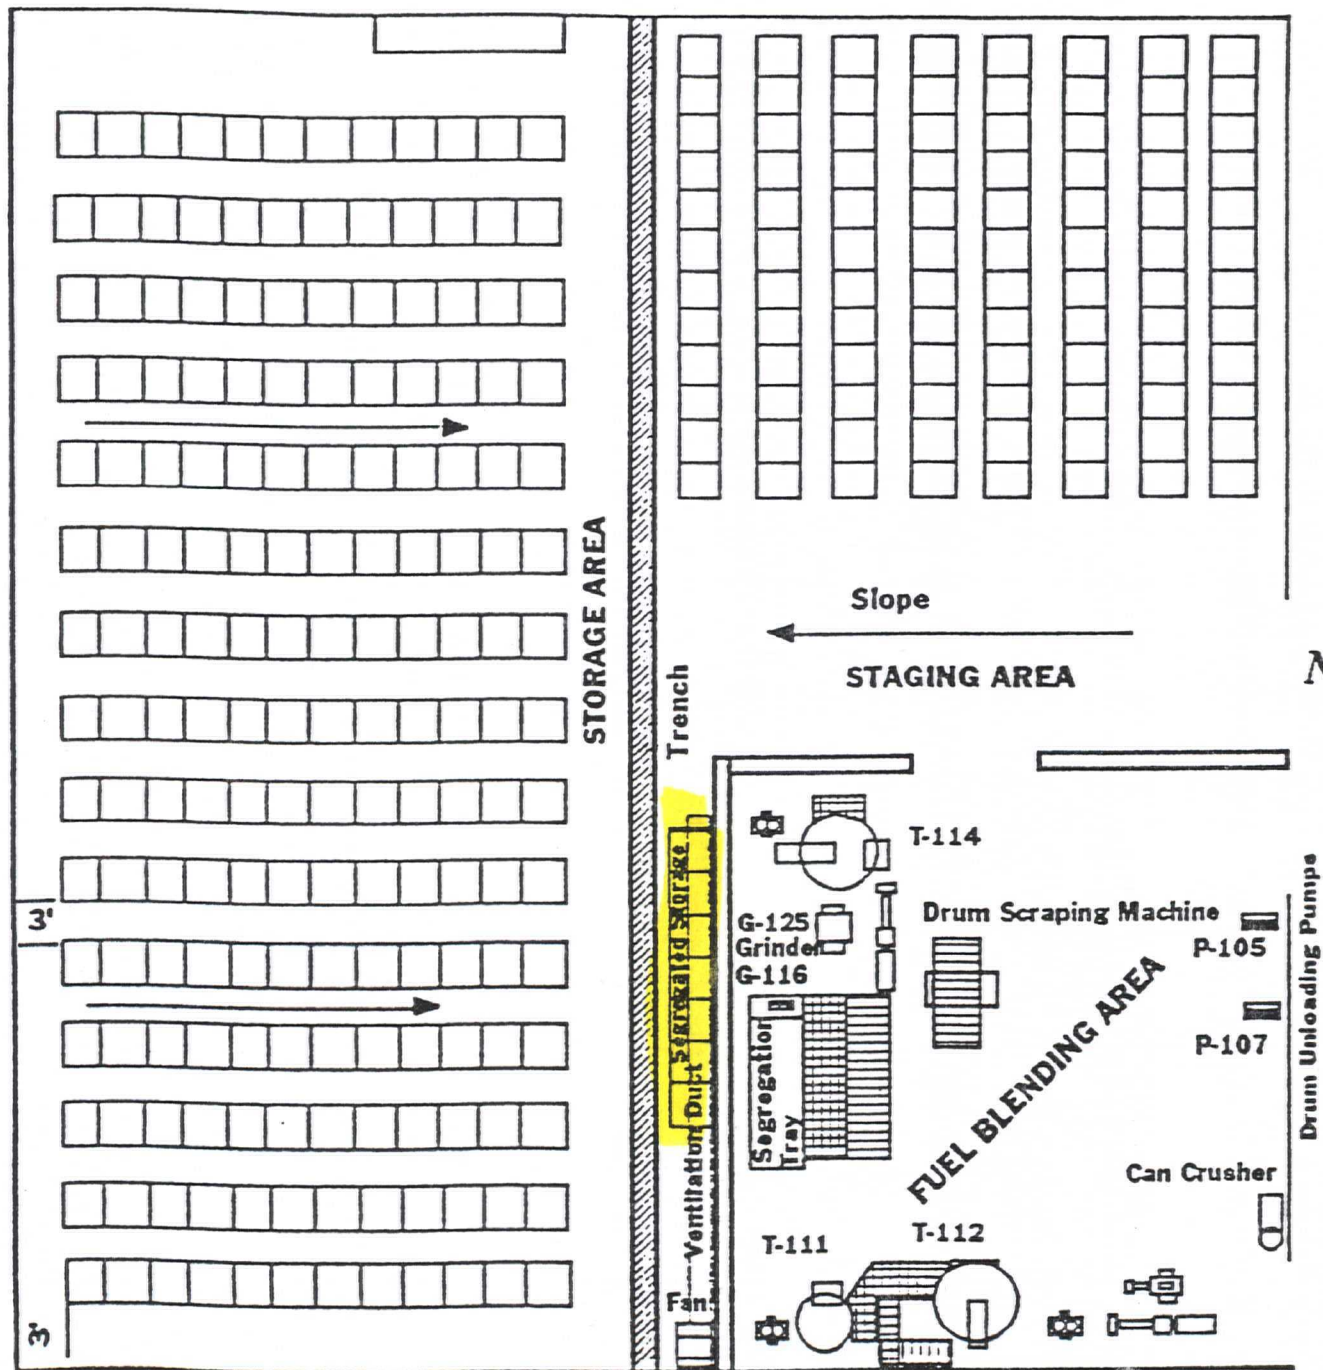 STORAGE AREA
Slope
STAGING AREA
Trench
Segregated Storage
Ventilation Duct
Fan
T-114
G-125
Grinder
G-116
Drum Scraping Machine
P-105
P-107
Drum Unloading Pumps
Segregation
Tray
FUEL BLENDING AREA
Can Crusher
T-111
T-112
3'
3'